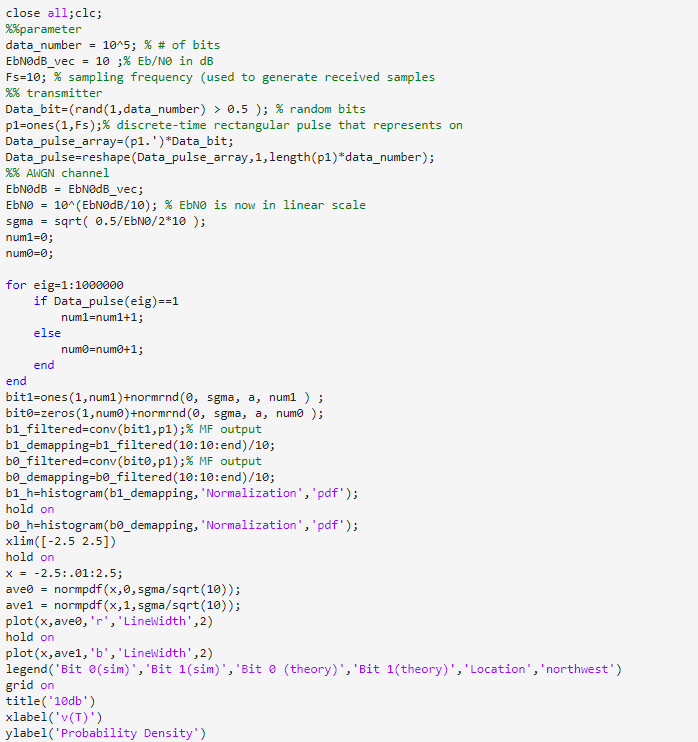 close all;clc;
%%parameter
data_number = 10^5; % # of bits
EbN0dB_vec = 10 ;% Eb/N0 in dB
Fs=10; % sampling frequency (used to generate received samples
%% transmitter
Data_bit=(rand(1,data_number) > 0.5 ); % random bits
p1=ones(1,Fs);% discrete-time rectangular pulse that represents on
Data_pulse_array=(p1.')*Data_bit;
Data_pulse=reshape(Data_pulse_array,1,length(p1)*data_number);
%% AWGN channel
EbN0dB = EbN0dB_vec;
EbN0 = 10^(EbN0dB/10); % EbN0 is now in linear scale
sgma = sqrt( 0.5/EbN0/2*10 );
num1=0;
num0=0;
for eig=1:1000000
if Data_pulse(eig)==1
num1=num1+1;
else
num0=num0+1;
end
end
bit1=ones(1,num1)+normrnd(0, sgma, a, num1 ) ;
bit0=zeros(1,num0)+normrnd(0, sgma, a, num0 );
b1_filtered=conv(bit1,p1);% MF output
b1_demapping=b1_filtered(10:10:end)/10;
b0_filtered=conv(bit0,p1);% MF output
b0_demapping=b0_filtered(10:10:end)/10;
b1_h=histogram(b1_demapping,'Normalization','pdf');
hold on
b0_h=histogram(b0_demapping,'Normalization','pdf');
xlim([-2.5 2.5])
hold on
x = -2.5:.01:2.5;
ave0 = normpdf(x,0,sgma/sqrt(10));
ave1 = normpdf(x,1,sgma/sqrt(10));
plot(x,ave0,'r','LineWidth',2)
hold on
plot(x,ave1,'b','LineWidth',2)
legend('Bit 0(sim)','Bit 1(sim)','Bit 0 (theory)','Bit 1(theory)','Location','northwest')
grid on
title('10db')
xlabel('v(T)')
ylabel('Probability Density')